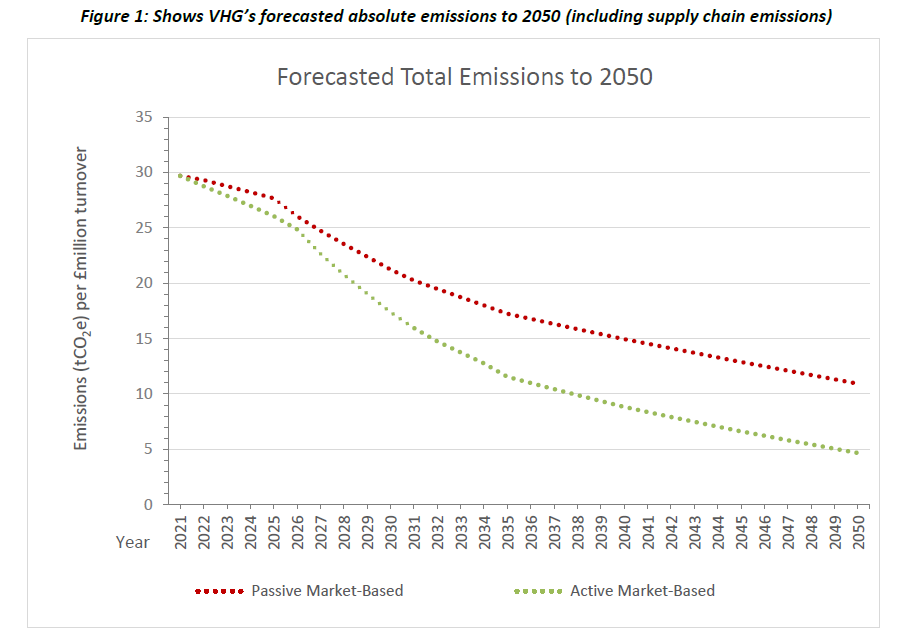 Figure 1: Shows VHG's forecasted absolute emissions to 2050 (including supply chain emissions)
Forecasted Total Emissions to 2050
Emissions (tCO₂e) per £million turnover
35
30
25
20
15
10
5
0
2021 2022 2023 2024 2025 2026 2027 2028 2029 2030 2031 2032 2033 2034 2035 2036 2037 2038 2039 2040 2041 2042 2043 2044 2045 2046 2047 2048 2049 2050
Year
Passive Market-Based Active Market-Based